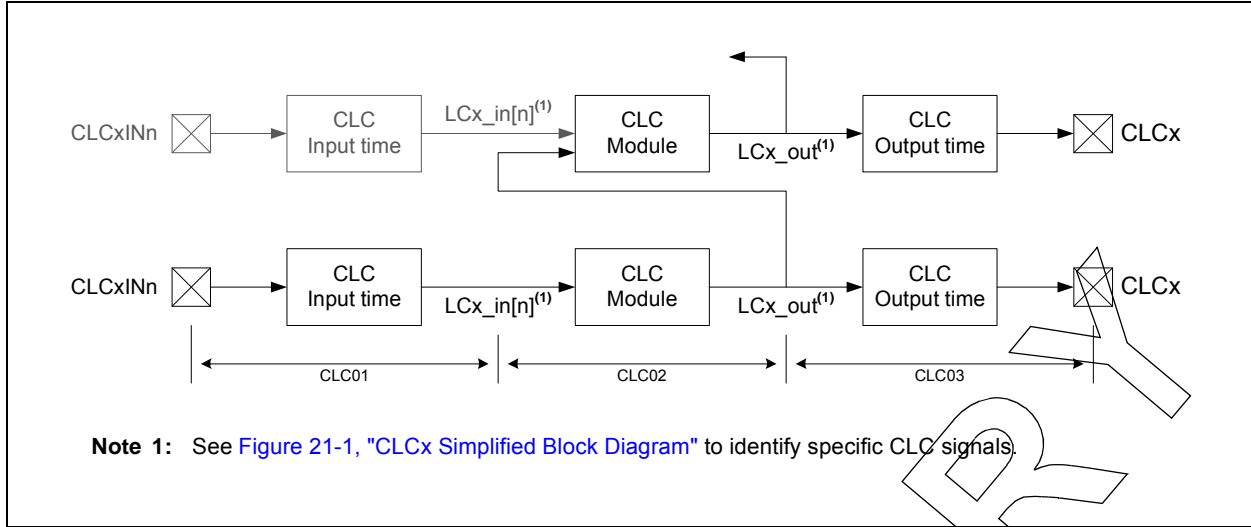 CLCxINn
CLC
Input time
LCx_in[n](1)
CLC
Module
LCx_out(1)
CLC
Output time
CLCx
CLCxINn
CLC
Input time
LCx_in[n](1)
CLC
Module
LCx_out(1)
CLC
Output time
CLCx
CLC01
CLC02
CLC03
Note 1: See Figure 21-1, "CLCx Simplified Block Diagram" to identify specific CLC signals.
R
Y